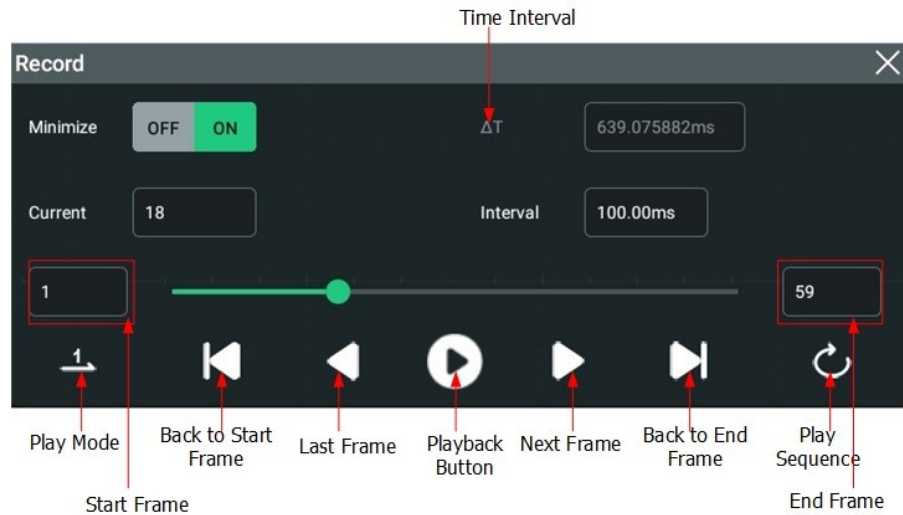 Time Interval
Record
Minimize OFF ON ΔT 639.075882ms
Current 18 Interval 100.00ms
1 59
1
Play Mode
Back to Start
Frame
Last Frame
Playback
Button
Next Frame
Back to End
Frame
Play
Sequence
Start Frame
End Frame